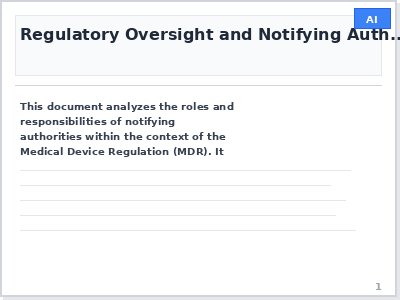 AI
Regulatory Oversight and Notifying Auth...
This document analyzes the roles and
responsibilities of notifying
authorities within the context of the
Medical Device Regulation (MDR). It
1